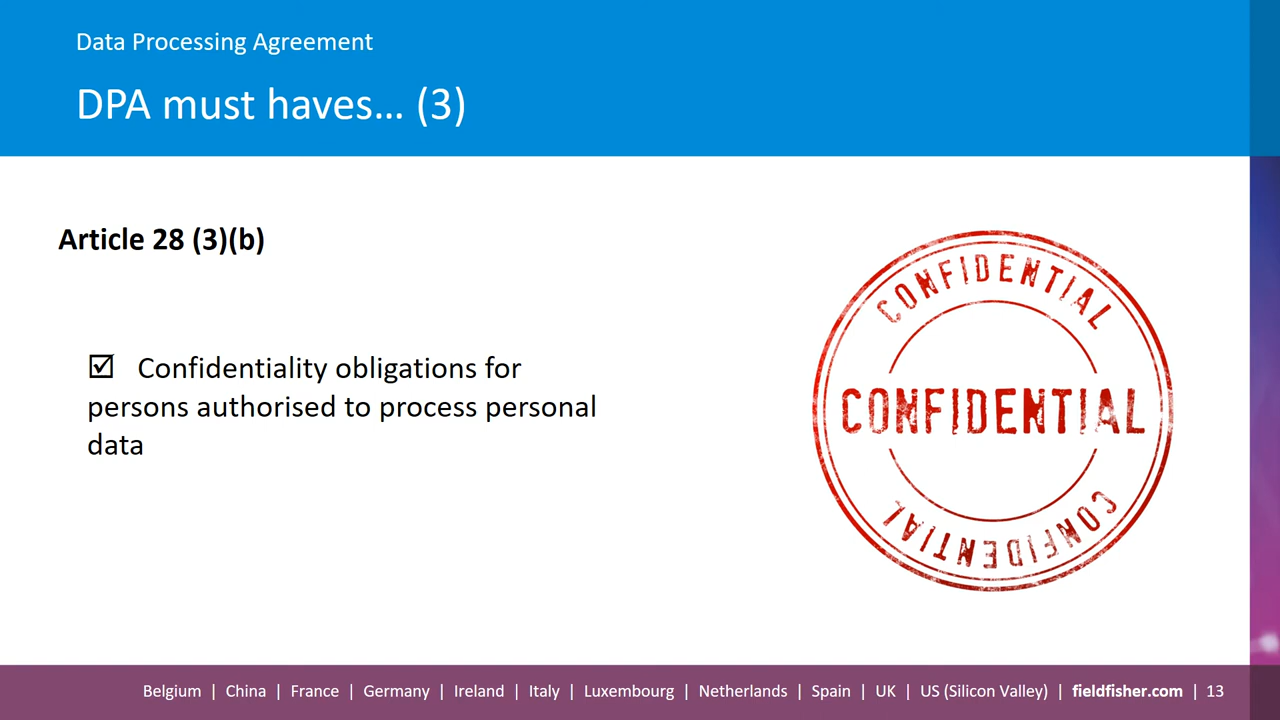 Data Processing Agreement
DPA must haves... (3)
Article 28 (3)(b)
☑ Confidentiality obligations for
persons authorised to process personal
data
CONFIDENTIAL
CONFIDENTIAL
CONFIDENTIAL
Belgium | China | France | Germany | Ireland | Italy | Luxembourg | Netherlands | Spain | UK | US (Silicon Valley) | fieldfisher.com | 13